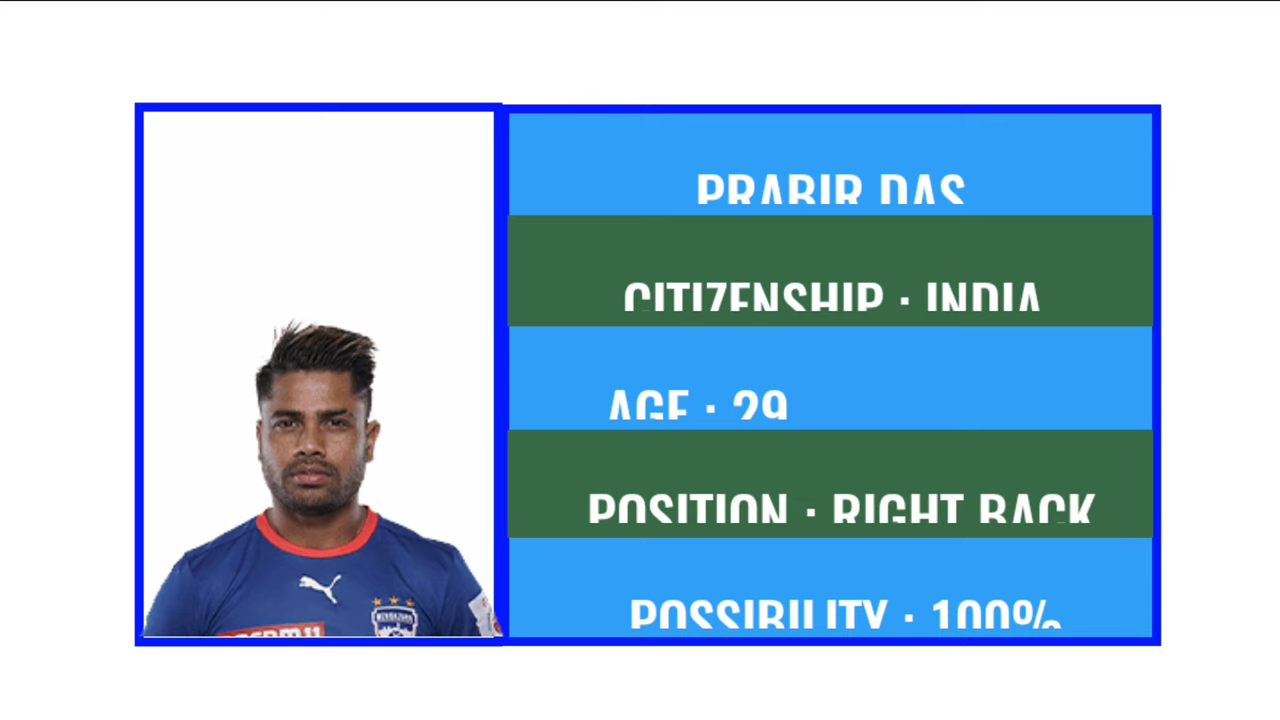 PRABIR DAS
CITIZENSHIP : INDIA
AGE : 29
POSITION : RIGHT BACK
POSSIBILITY : 100%